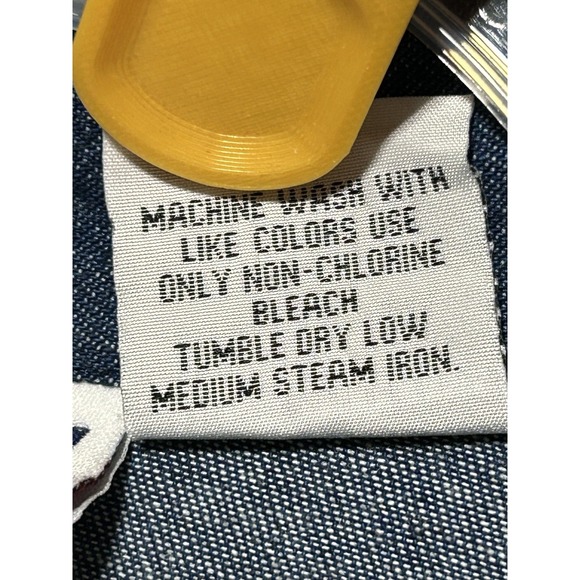 MACHINE WASH WITH
LIKE COLORS USE
ONLY NON-CHLORINE
BLEACH
TUMBLE DRY LOW
MEDIUM STEAM IRON.